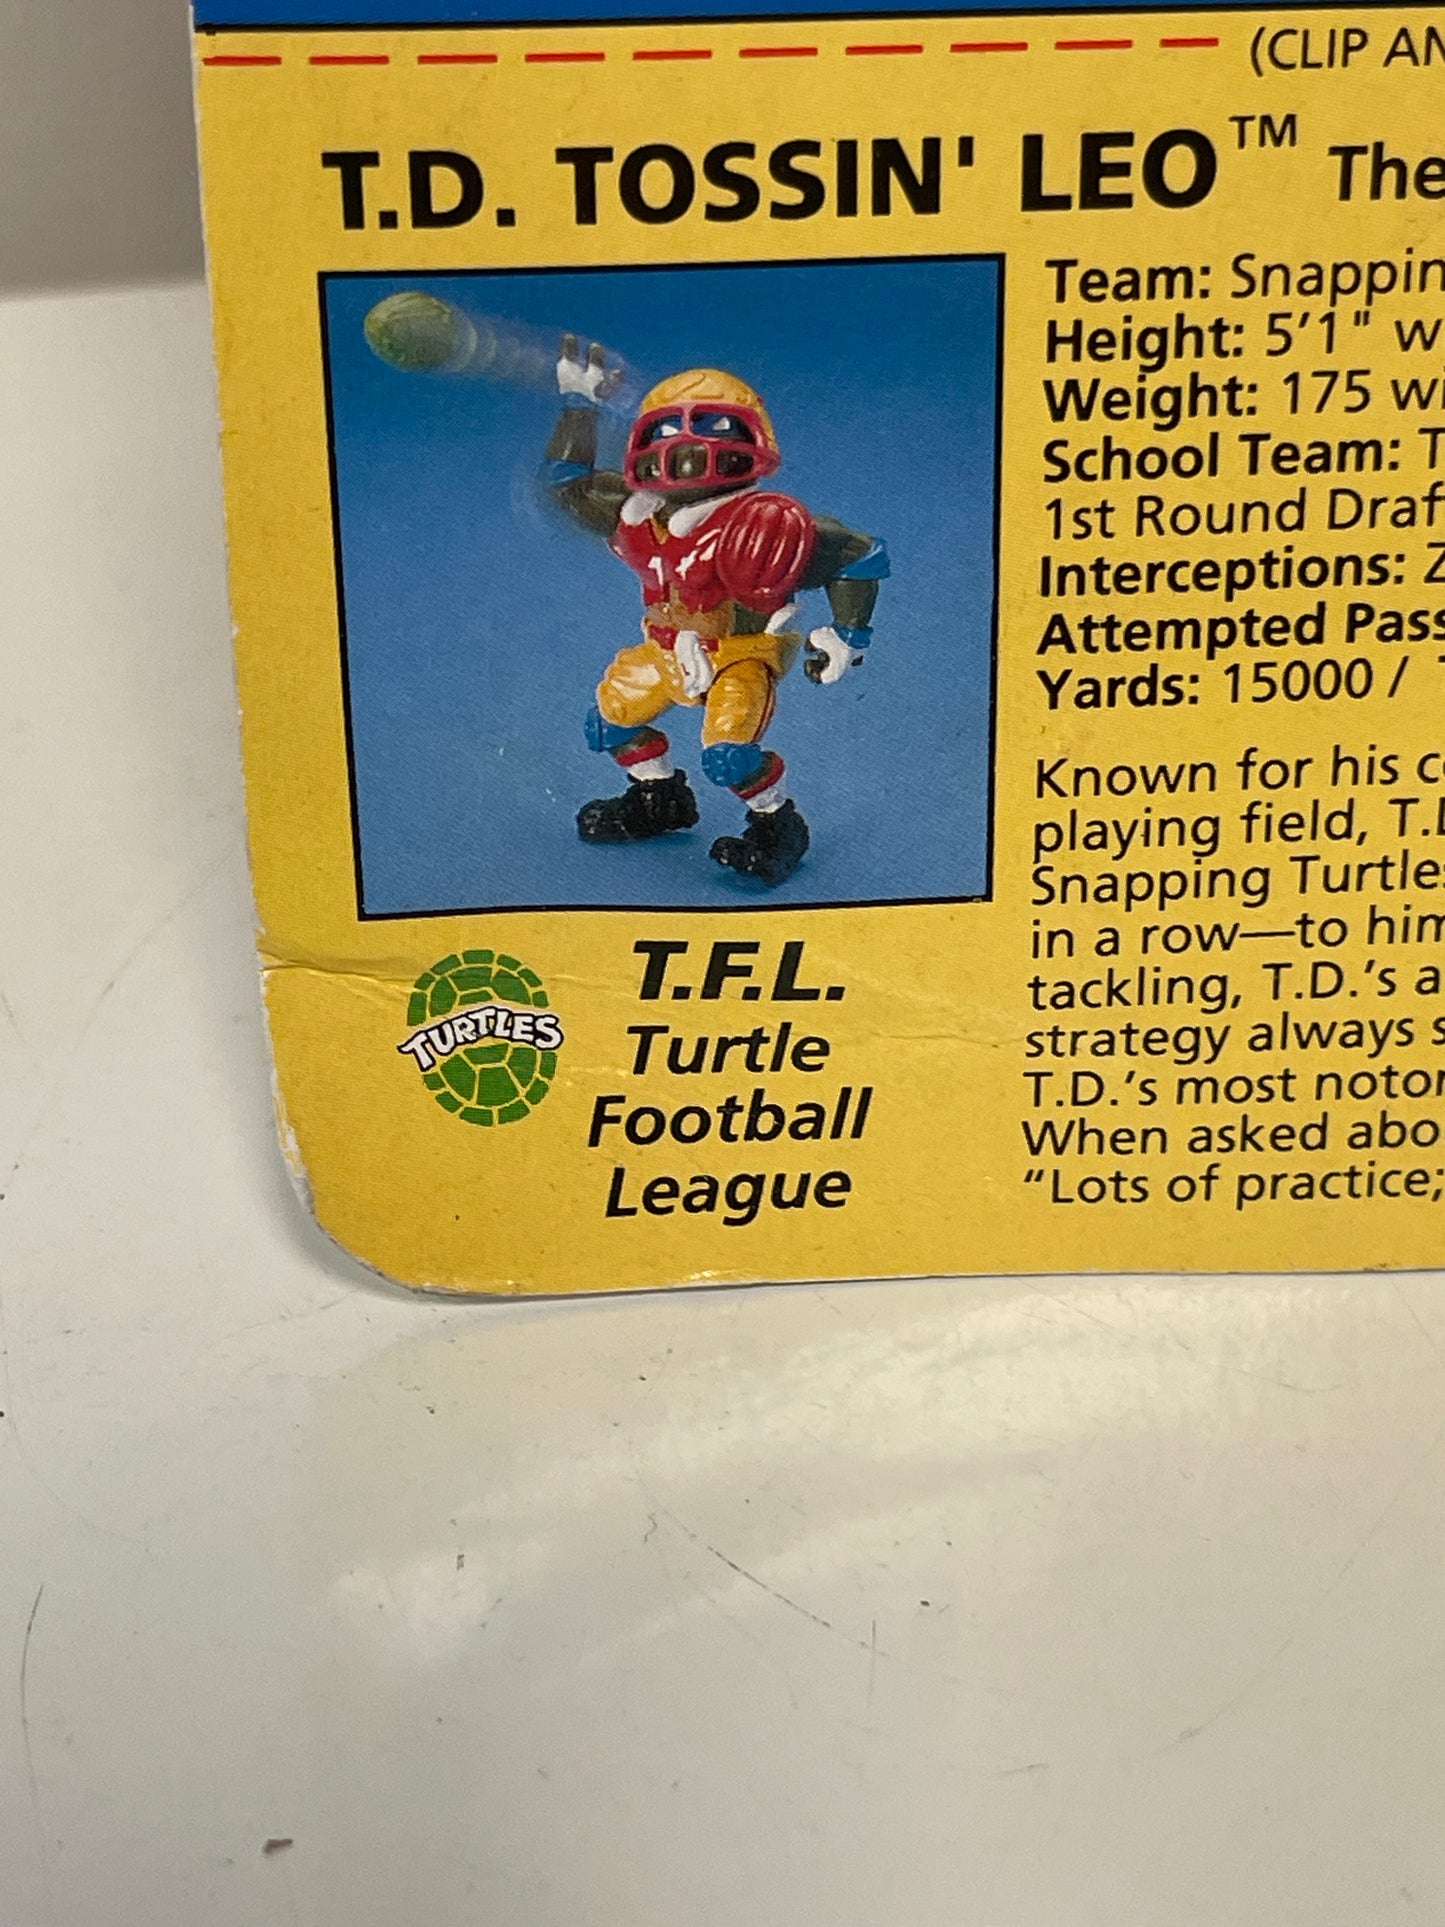 (CLIP AN
T.D. TOSSIN' LEO™ The
Team: Snappin
Height: 5'1" w
Weight: 175 wi
School Team: T
1st Round Draf
Interceptions: Z
Attempted Pass
Yards: 15000 /
Known for his c
playing field, T.D
Snapping Turtles
in a row—to him
tackling, T.D.'s a
strategy always s
T.D.'s most notor
When asked abo
"Lots of practice;
TURTLES
T.F.L.
Turtle
Football
League